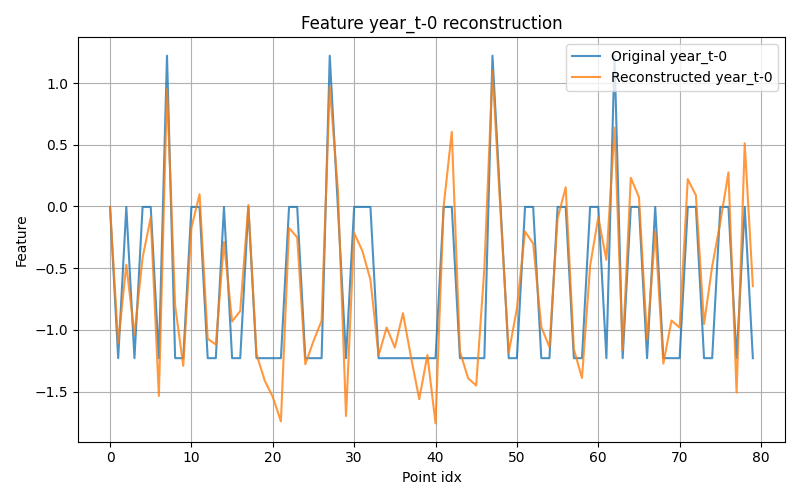 Feature year_t-0 reconstruction
Original year_t-0
Reconstructed year_t-0
Feature
1.0
0.5
0.0
−0.5
−1.0
−1.5
0 10 20 30 40 50 60 70 80
Point idx